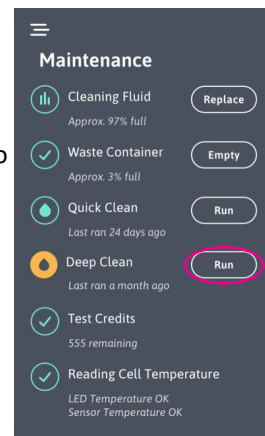 Maintenance
Cleaning Fluid
Replace
Approx. 97% full
o
Waste Container
Empty
Approx. 3% full
Quick Clean
Run
Last ran 24 days ago
Deep Clean
Run
Last ran a month ago
Test Credits
555 remaining
Reading Cell Temperature
LED Temperature OK
Sensor Temperature OK